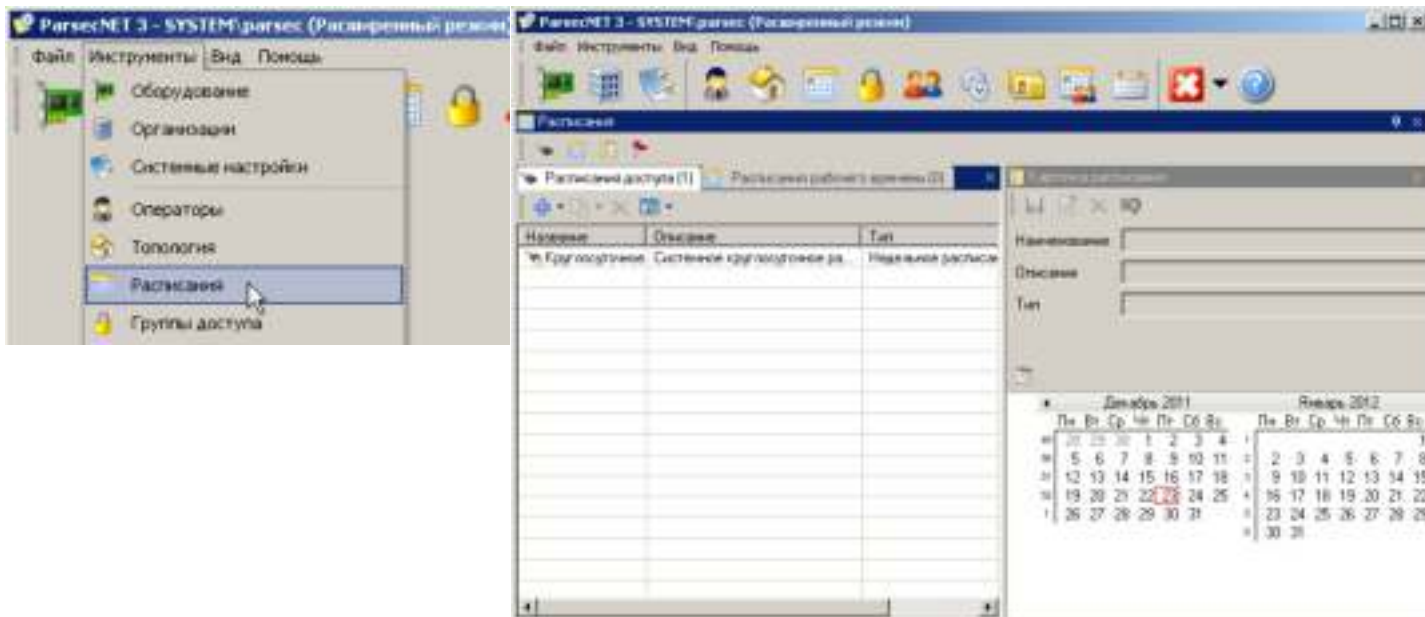 ParsecNET 3 - SYSTEM\parsec (Расширенный режим)
Файл Инструменты Вид Помощь
Оборудование
Организации
Системные настройки
Операторы
Топология
Расписания
Группы доступа
ParsecNET 3 - SYSTEM\parsec (Расширенный режим)
Файл Инструменты Вид Помощь
Расписания
Расписания доступа (1) Расписания рабочего времени (0)
Название Описание Тип
Круглосуточное Системное круглосуточное ра... Недельное расписан
Наименование
Описание
Тип
Декабрь 2011 Январь 2012
Пн Вт Ср Чт Пт Сб Вс Пн Вт Ср Чт Пт Сб Вс
28 29 30 1 2 3 4 1
5 6 7 8 9 10 11 2 3 4 5 6 7 8
12 13 14 15 16 17 18 9 10 11 12 13 14 15
19 20 21 22 23 24 25 16 17 18 19 20 21 22
26 27 28 29 30 31 23 24 25 26 27 28 29
30 31